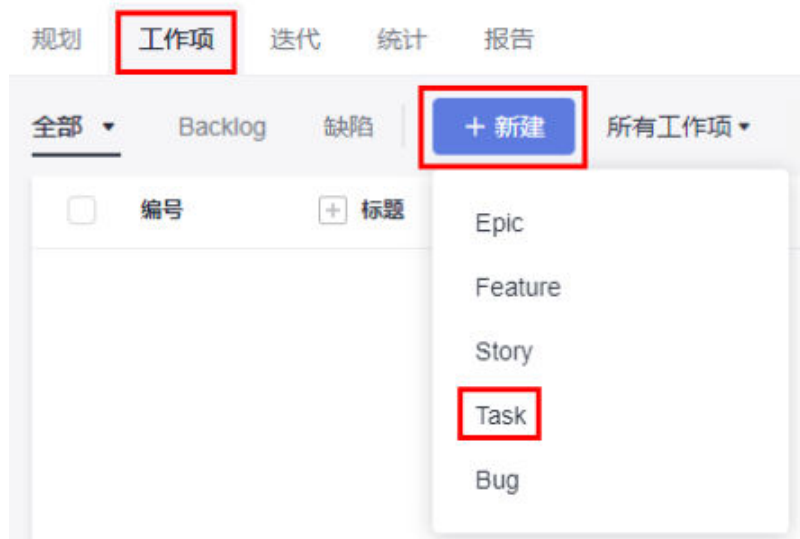 规划 工作项 迭代 统计 报告
全部 Backlog 缺陷 + 新建 所有工作项
编号 标题
Epic
Feature
Story
Task
Bug